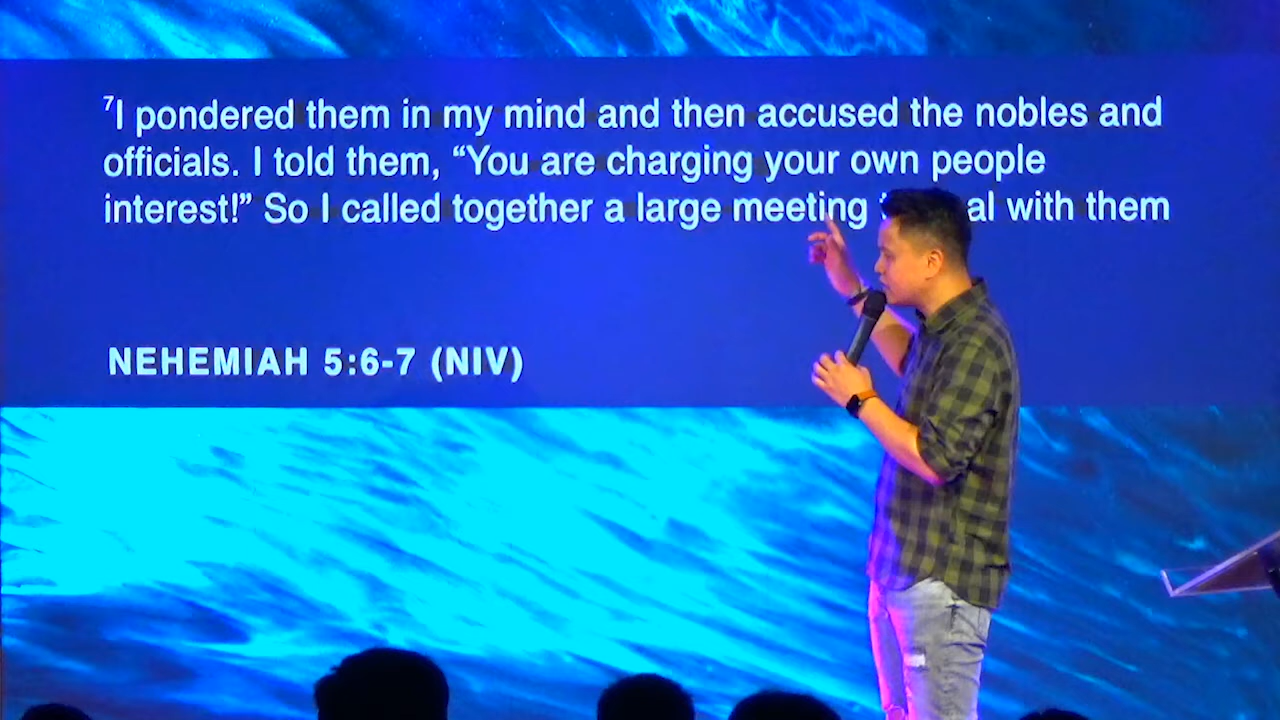 ⁷I pondered them in my mind and then accused the nobles and
officials. I told them, “You are charging your own people
interest!” So I called together a large meeting with them
NEHEMIAH 5:6-7 (NIV)